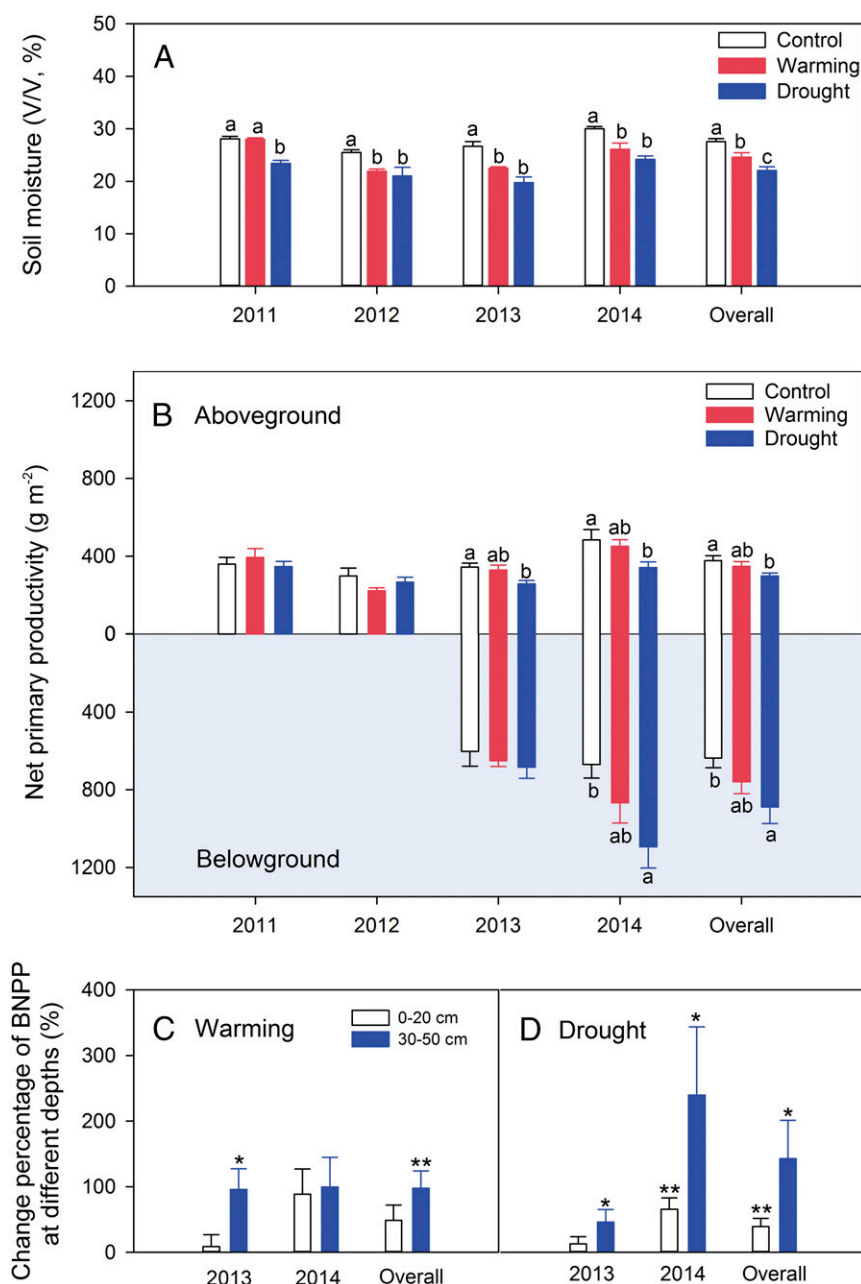 50
40
30
20
10
0
Soil moisture (V/V, %)
A
Control
Warming
Drought
a a b
a b b
a b b
a b b
a b c
2011 2012 2013 2014 Overall
1200
800
400
0
400
800
1200
Net primary productivity (g m-2)
B Aboveground
Control
Warming
Drought
a ab b
a ab b
a ab b
b ab a
b ab a
Belowground
2011 2012 2013 2014 Overall
400
300
200
100
0
Change percentage of BNPP
at different depths (%)
C Warming
0-20 cm
30-50 cm
*
**
2013 2014 Overall
D Drought
*
** *
** *
2013 2014 Overall